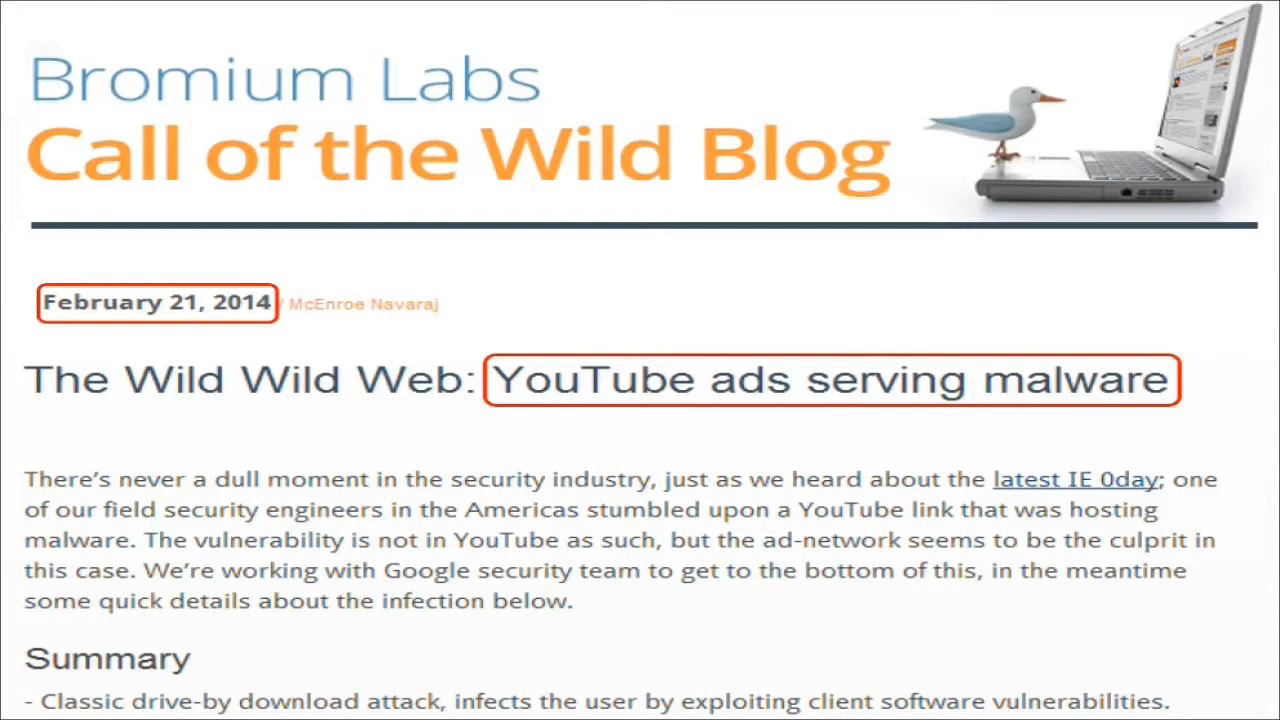 Bromium Labs
Call of the Wild Blog
February 21, 2014 / McEnroe Navaraj
The Wild Wild Web: YouTube ads serving malware
There's never a dull moment in the security industry, just as we heard about the latest IE 0day; one
of our field security engineers in the Americas stumbled upon a YouTube link that was hosting
malware. The vulnerability is not in YouTube as such, but the ad-network seems to be the culprit in
this case. We're working with Google security team to get to the bottom of this, in the meantime
some quick details about the infection below.
Summary
- Classic drive-by download attack, infects the user by exploiting client software vulnerabilities.